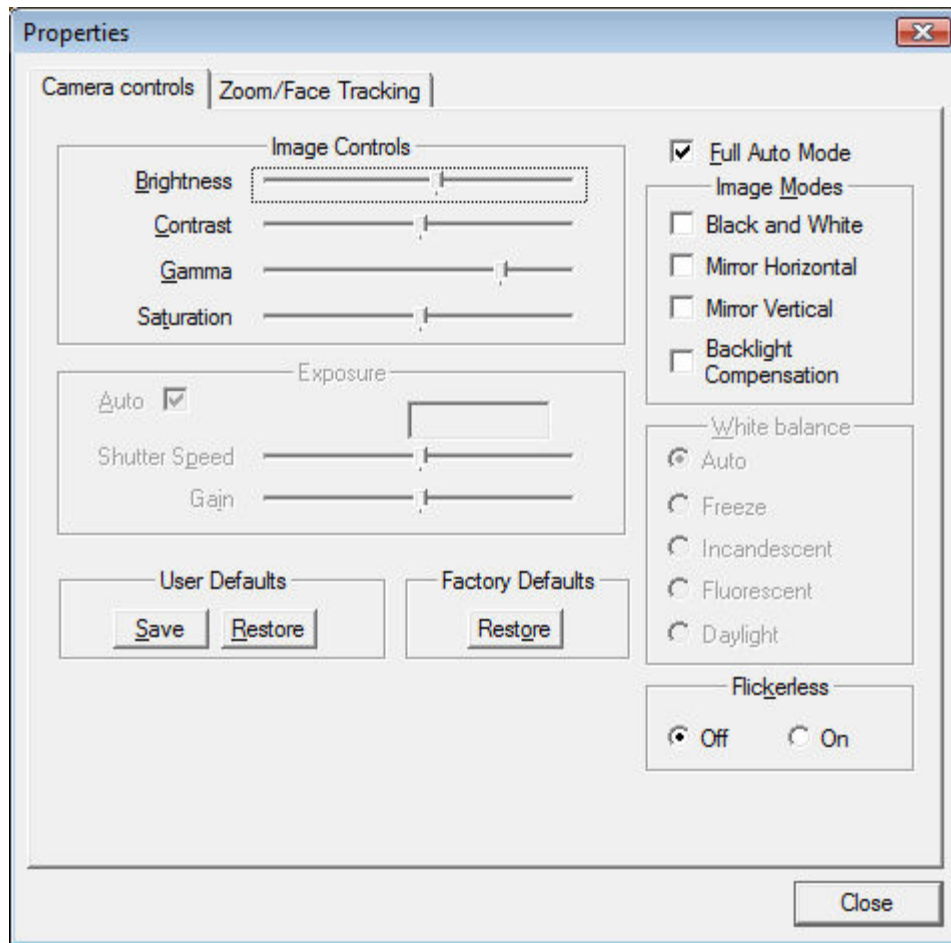 Properties
Camera controls
Zoom/Face Tracking
Image Controls
Brightness
Contrast
Gamma
Saturation
Exposure
Auto
Shutter Speed
Gain
User Defaults
Save
Restore
Factory Defaults
Restore
Full Auto Mode
Image Modes
Black and White
Mirror Horizontal
Mirror Vertical
Backlight
Compensation
White balance
Auto
Freeze
Incandescent
Fluorescent
Daylight
Flickerless
Off
On
Close